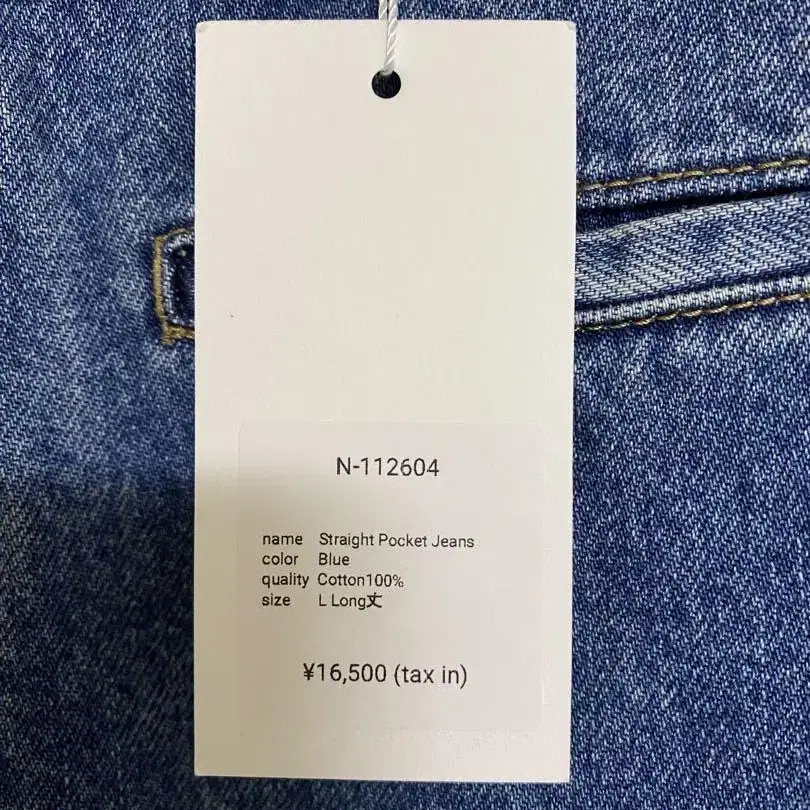 N-112604
name Straight Pocket Jeans
color Blue
quality Cotton100%
size L Long丈
¥16,500 (tax in)